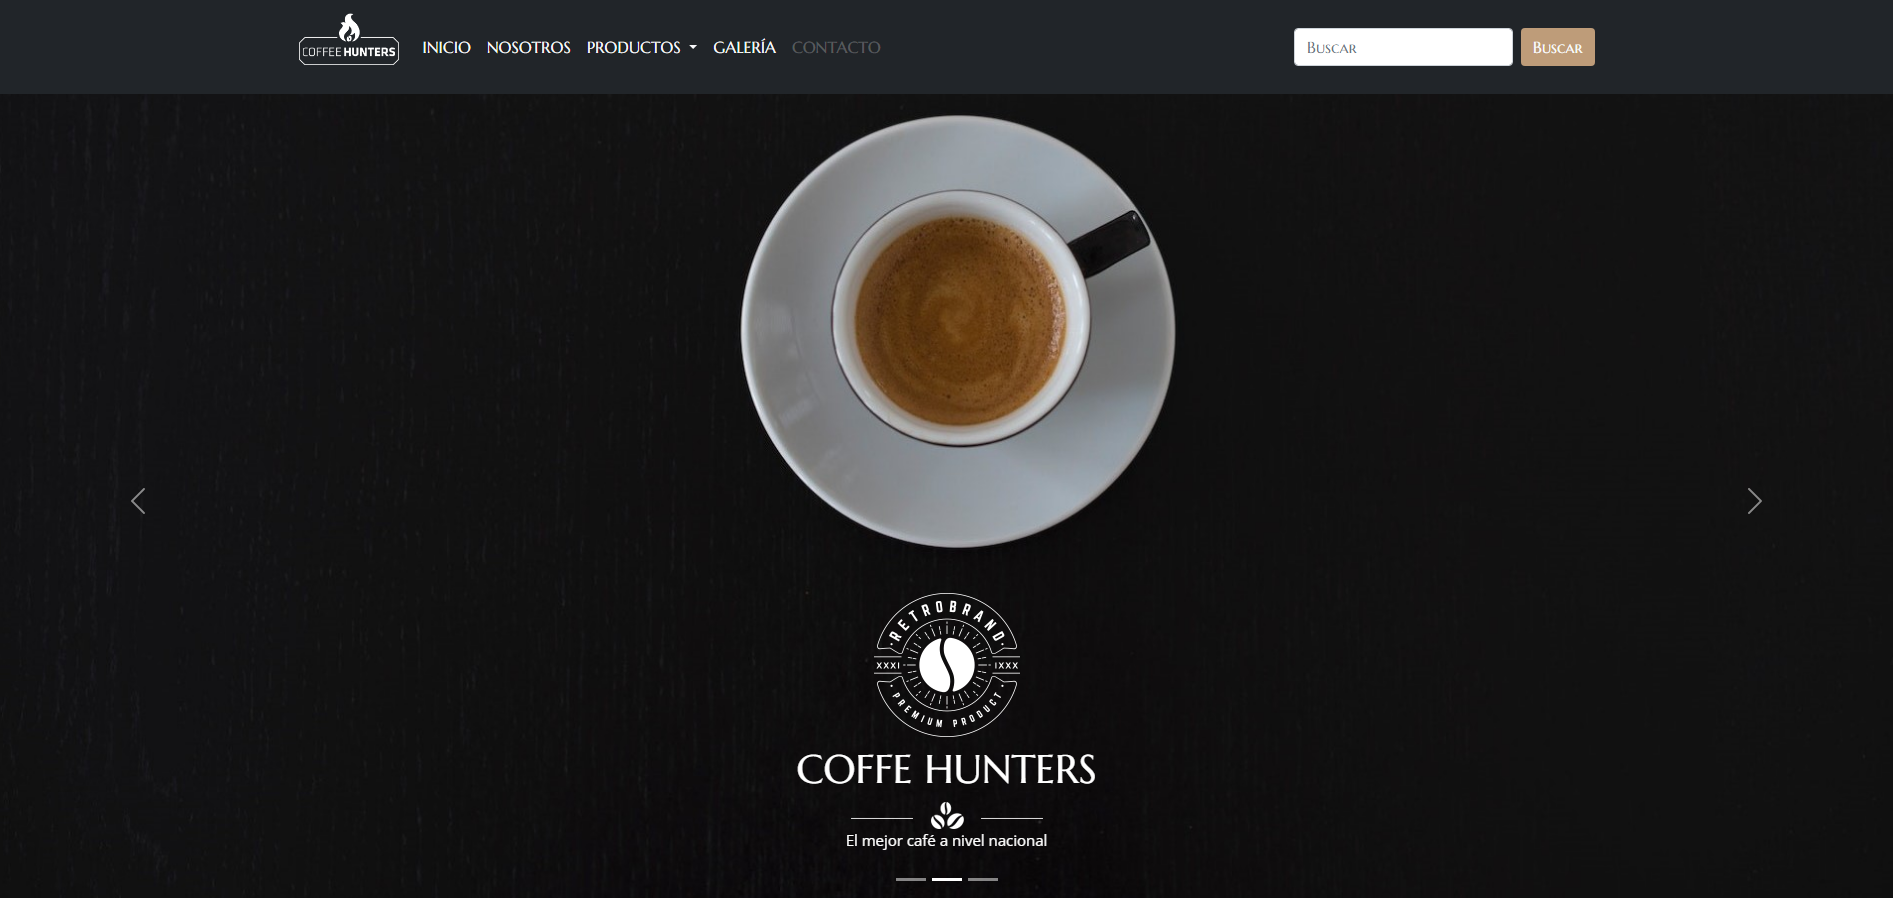 COFFEE HUNTERS
INICIO
NOSOTROS
PRODUCTOS
GALERÍA
CONTACTO
Buscar
Buscar
RETROBRAND
XXXI IXXX
PREMIUM PRODUCT
COFFE HUNTERS
El mejor café a nivel nacional